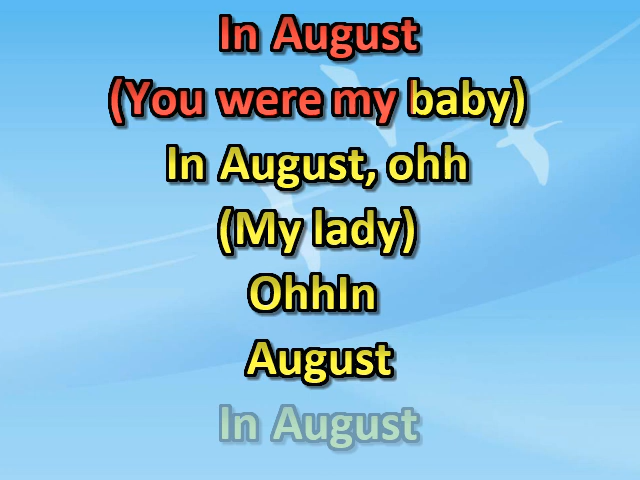 In August
(You were my baby)
In August, ohh
(My lady)
OhhIn
August
In August